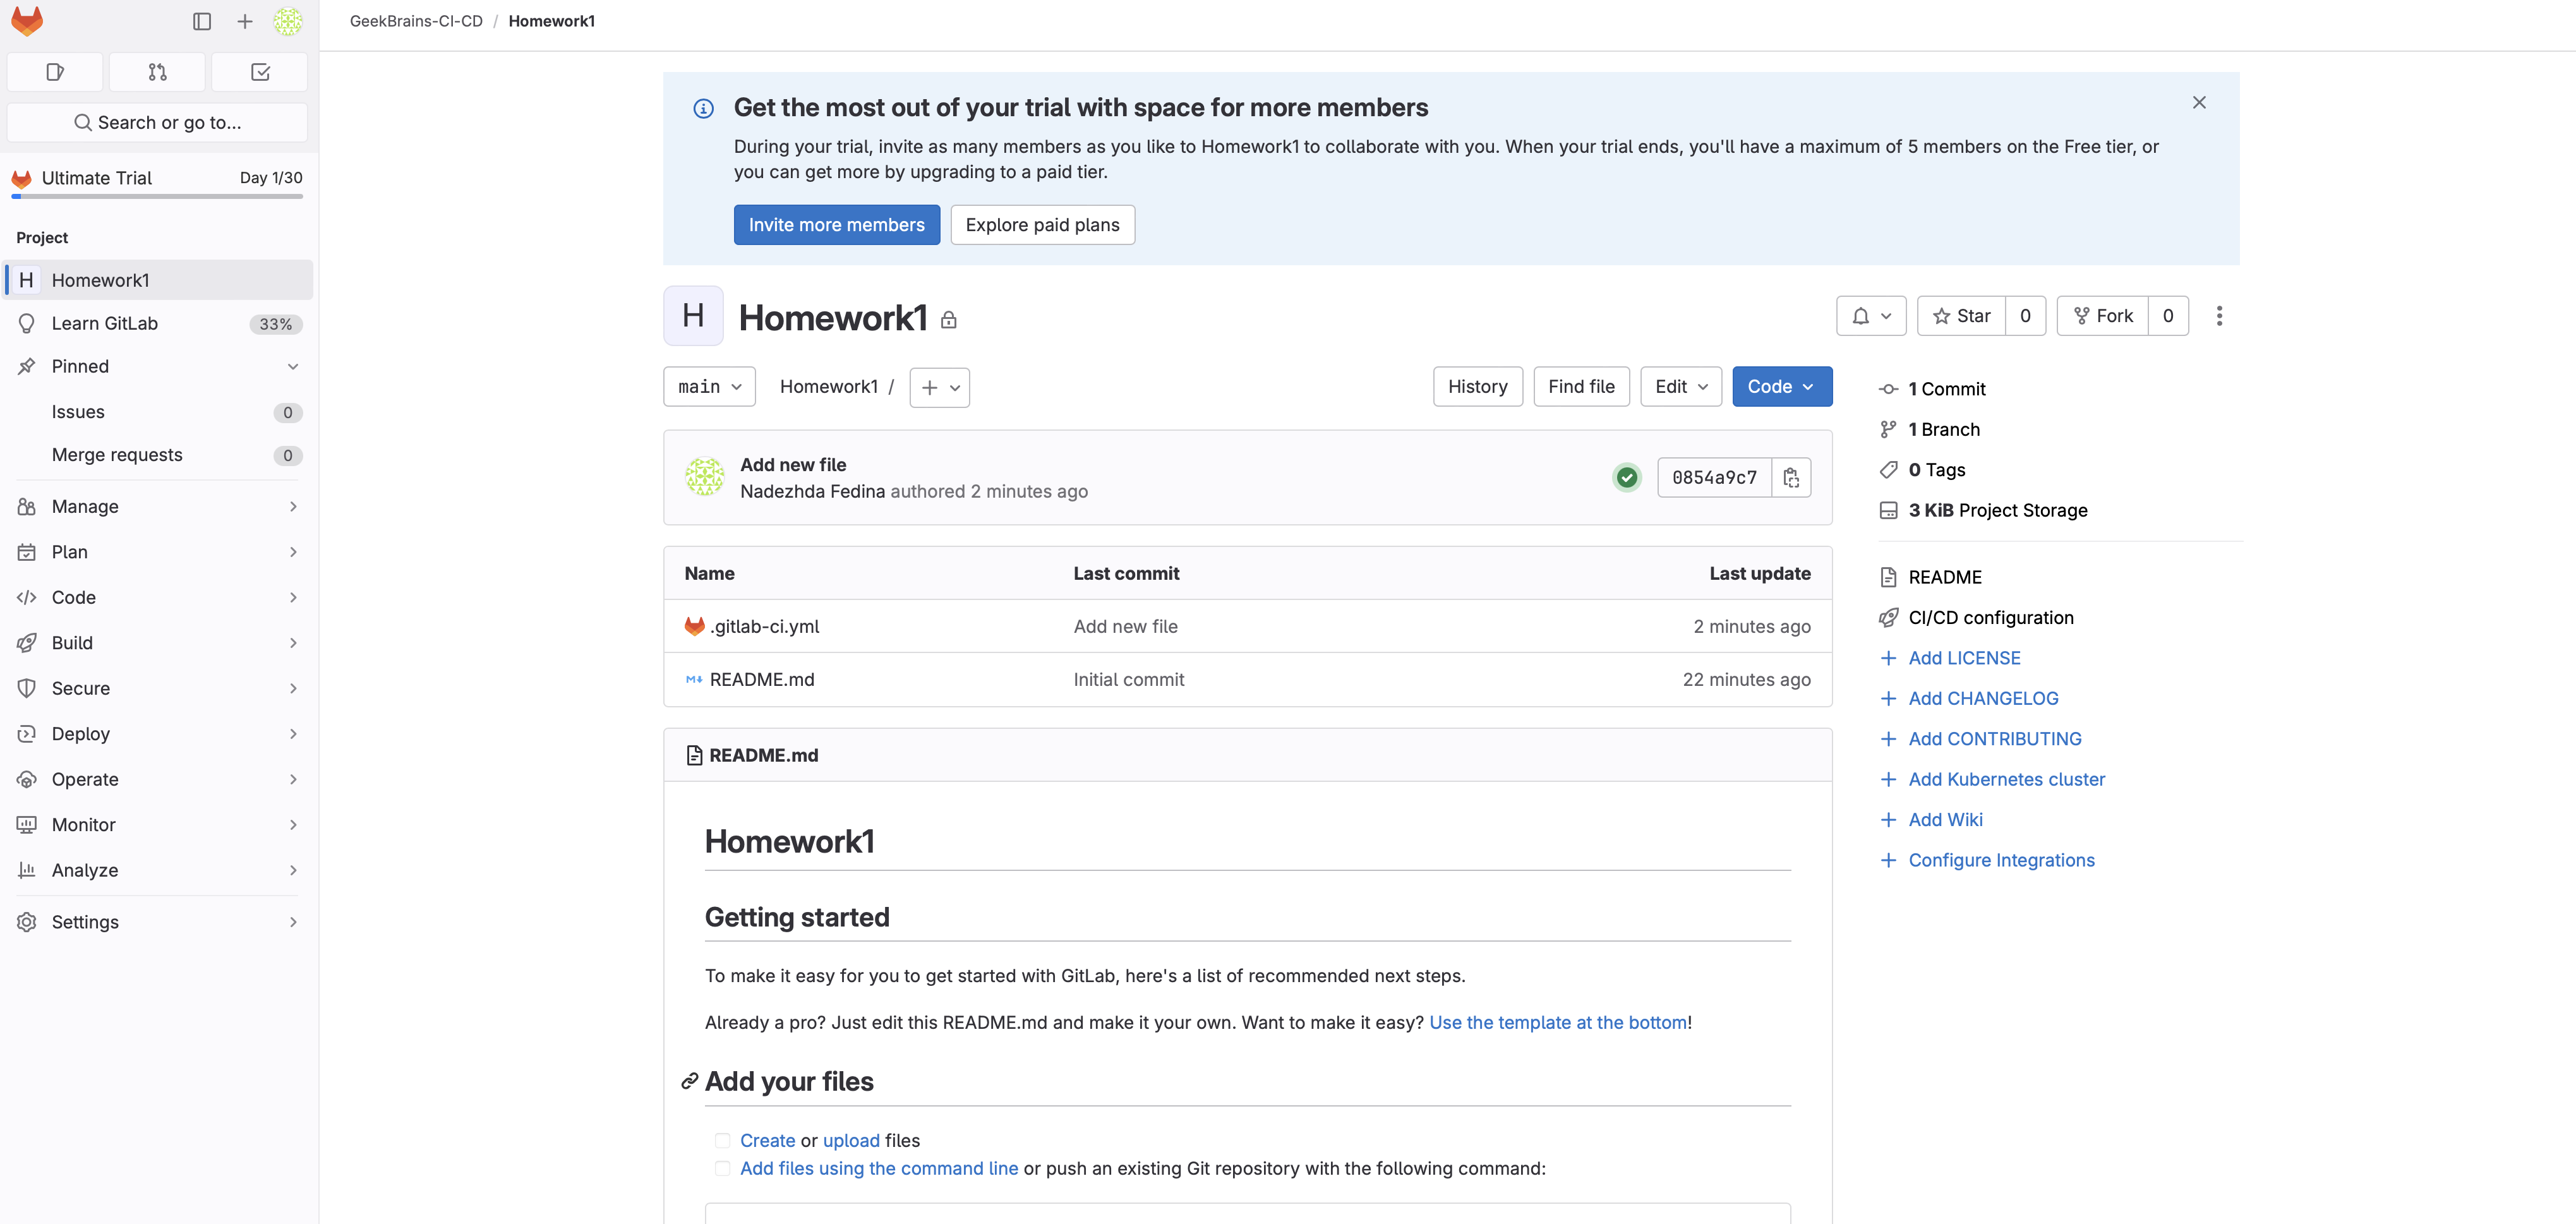 GeekBrains-CI-CD / Homework1
Search or go to...
Ultimate Trial Day 1/30
Project
H Homework1
Learn GitLab 33%
Pinned
Issues 0
Merge requests 0
Manage
Plan
Code
Build
Secure
Deploy
Operate
Monitor
Analyze
Settings
Get the most out of your trial with space for more members
During your trial, invite as many members as you like to Homework1 to collaborate with you. When your trial ends, you'll have a maximum of 5 members on the Free tier, or
you can get more by upgrading to a paid tier.
Invite more members Explore paid plans
H Homework1
Star 0 Fork 0
main Homework1 / +
History Find file Edit Code
Add new file
Nadezhda Fedina authored 2 minutes ago
0854a9c7
Name Last commit Last update
.gitlab-ci.yml Add new file 2 minutes ago
README.md Initial commit 22 minutes ago
README.md
Homework1
Getting started
To make it easy for you to get started with GitLab, here's a list of recommended next steps.
Already a pro? Just edit this README.md and make it your own. Want to make it easy? Use the template at the bottom!
Add your files
Create or upload files
Add files using the command line or push an existing Git repository with the following command:
1 Commit
1 Branch
0 Tags
3 KiB Project Storage
README
CI/CD configuration
+ Add LICENSE
+ Add CHANGELOG
+ Add CONTRIBUTING
+ Add Kubernetes cluster
+ Add Wiki
+ Configure Integrations